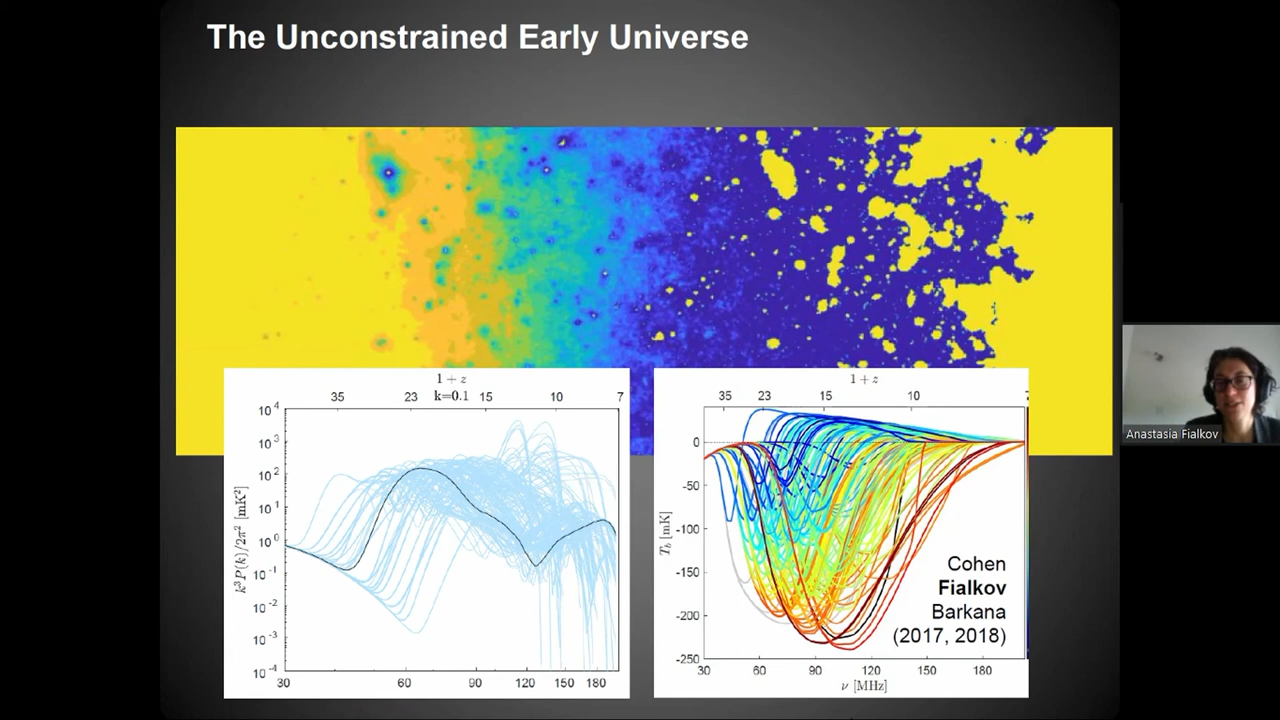 The Unconstrained Early Universe
Anastasia Fialkov
1 + z
35 23 k=0.1 15 10 7
10^4
10^3
10^2
10^1
10^0
10^-1
10^-2
10^-3
10^-4
k^3P(k)/2π^2 [mK^2]
30 60 90 120 150 180
1 + z
35 23 15 10 7
0
-50
-100
-150
-200
-250
T_b [mK]
30 60 90 120 150 180
ν [MHz]
Cohen
Fialkov
Barkana
(2017, 2018)